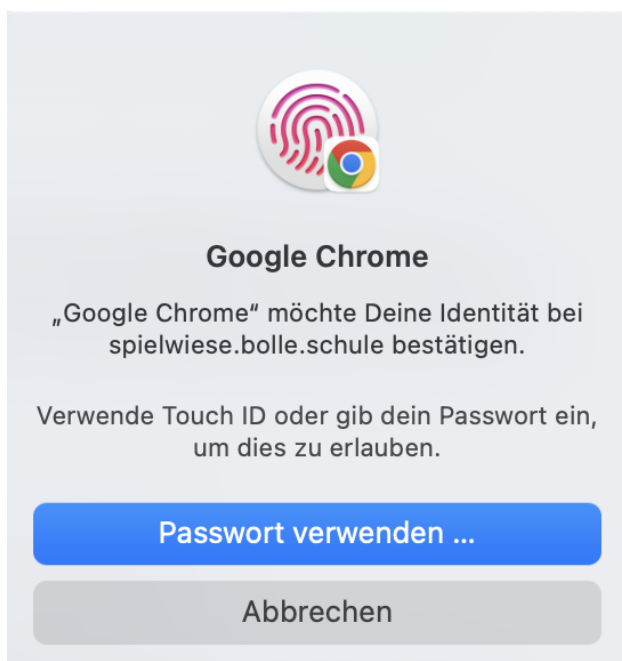 Google Chrome
„Google Chrome“ möchte Deine Identität bei
spielwiese.bolle.schule bestätigen.
Verwende Touch ID oder gib dein Passwort ein,
um dies zu erlauben.
Passwort verwenden ...
Abbrechen